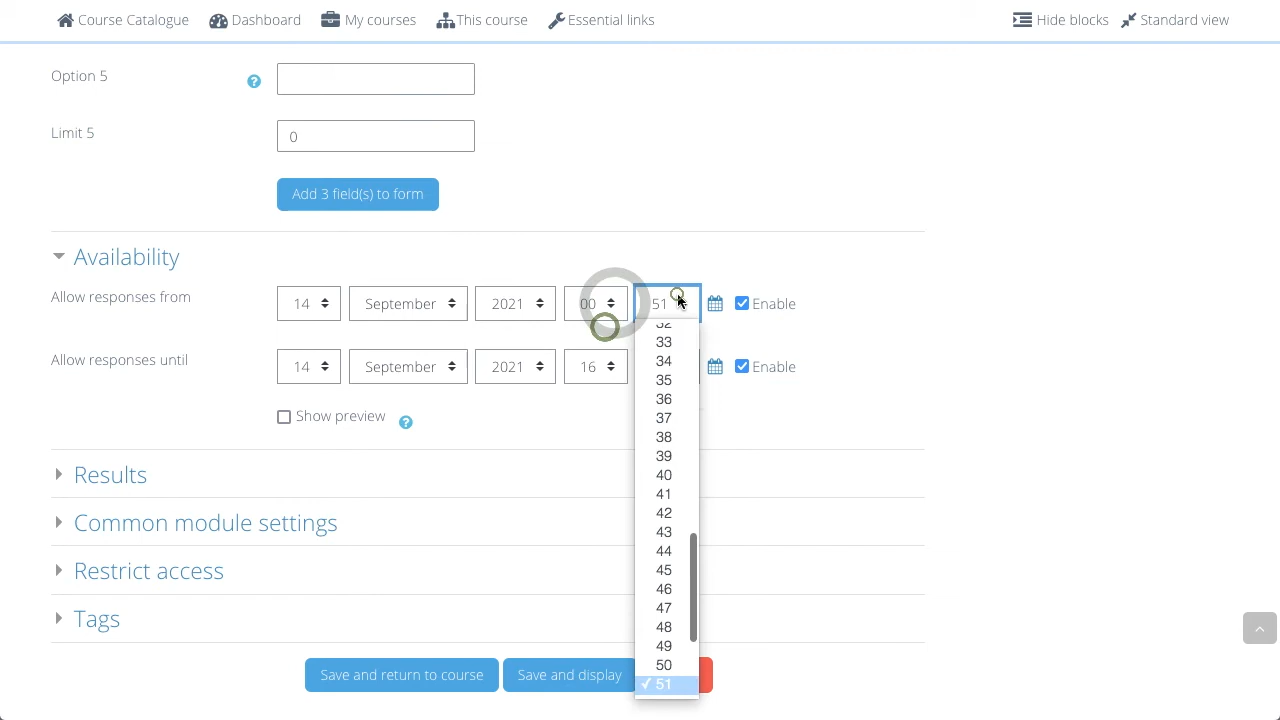 Course Catalogue Dashboard My courses This course Essential links Hide blocks Standard view
Option 5
Limit 5 0
Add 3 field(s) to form
Availability
Allow responses from 14 September 2021 00 51 Enable
33
34
35
Allow responses until 14 September 2021 16 Enable
36
37
Show preview
38
39
40
Results
41
42
43
Common module settings
44
45
Restrict access
46
47
48
Tags
49
50
Save and return to course Save and display
51